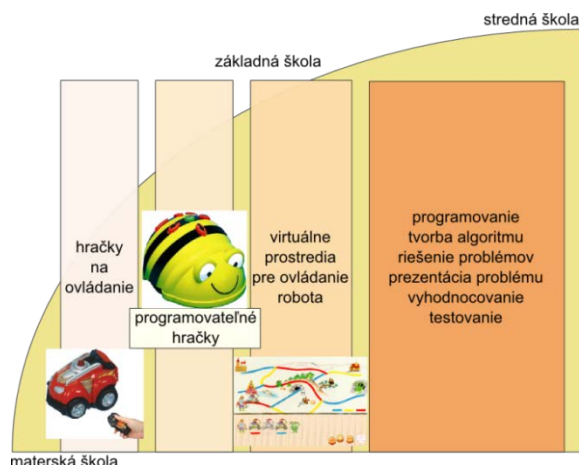 stredná škola
základná škola
hračky
na
ovládanie
programovateľné
hračky
virtuálne
prostredia
pre ovládanie
robota
programovanie
tvorba algoritmu
riešenie problémov
prezentácia problému
vyhodnocovanie
testovanie
materská škola